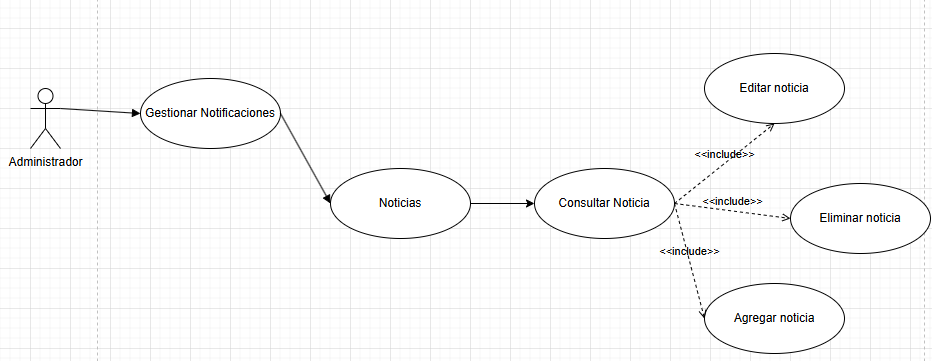 Administrador
Gestionar Notificaciones
Noticias
Consultar Noticia
<<include>>
Editar noticia
<<include>>
Eliminar noticia
<<include>>
Agregar noticia